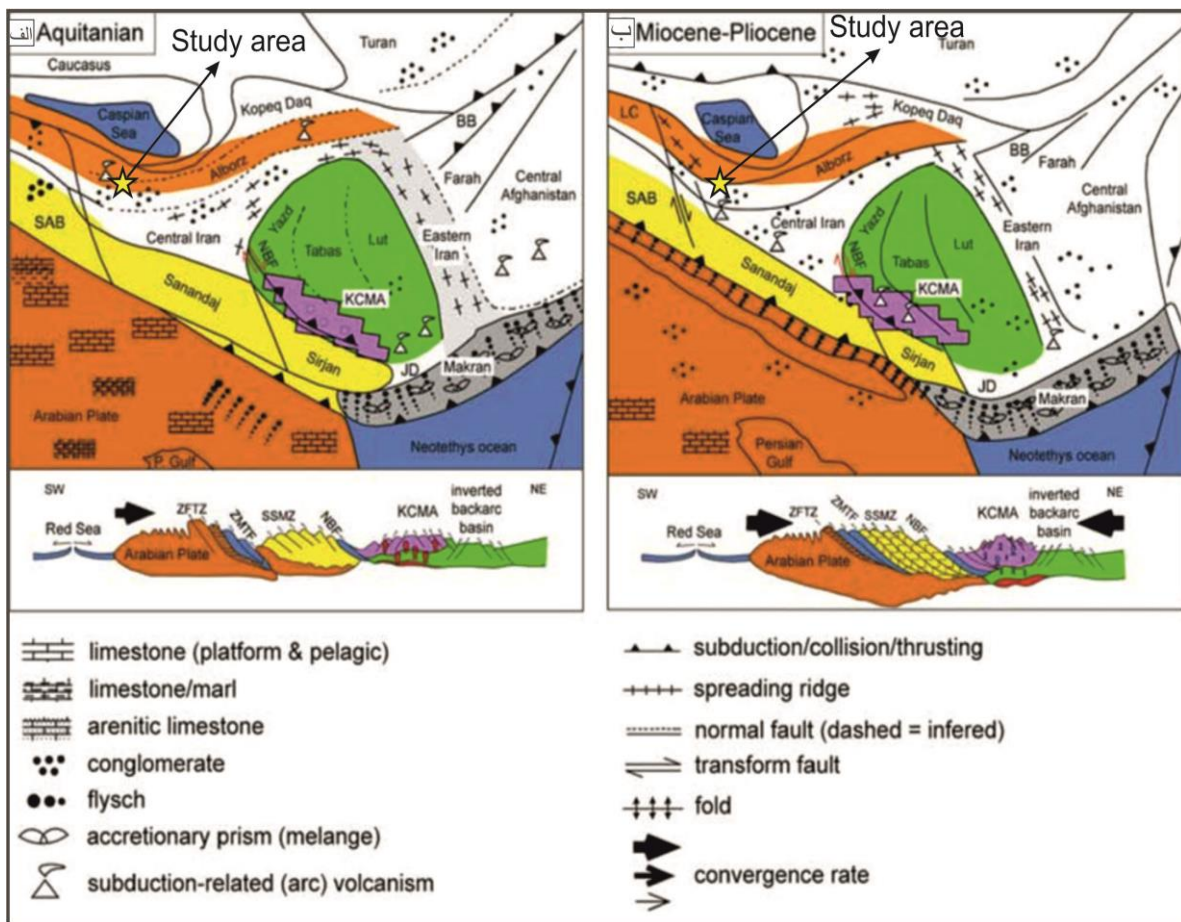 الف
Aquitanian
Study area
Turan
Caucasus
Caspian
Sea
Kopeq Daq
BB
Alborz
Farah
Central
Afghanistan
SAB
Central Iran
Yazd
Tabas
Lut
Eastern
Iran
NBF
Sanandaj
KCMA
Sirjan
JD
Makran
Arabian Plate
Neotethys ocean
P. Gulf
SW
NE
Red Sea
ZFTZ
ZMTF
SSMZ
NBF
KCMA
inverted
backarc
basin
Arabian Plate
ب
Miocene-Pliocene
Study area
Turan
LC
Caspian
Sea
Kopeq Daq
BB
Alborz
Farah
Central
Afghanistan
SAB
Central Iran
Yazd
Tabas
Lut
Eastern
Iran
NBF
Sanandaj
KCMA
Sirjan
JD
Makran
Arabian Plate
Persian
Gulf
Neotethys ocean
SW
NE
Red Sea
ZFTZ
ZMTF
SSMZ
NBF
KCMA
inverted
backarc
basin
Arabian Plate
limestone (platform & pelagic)
limestone/marl
arenitic limestone
conglomerate
flysch
accretionary prism (melange)
subduction-related (arc) volcanism
subduction/collision/thrusting
spreading ridge
normal fault (dashed = infered)
transform fault
fold
convergence rate